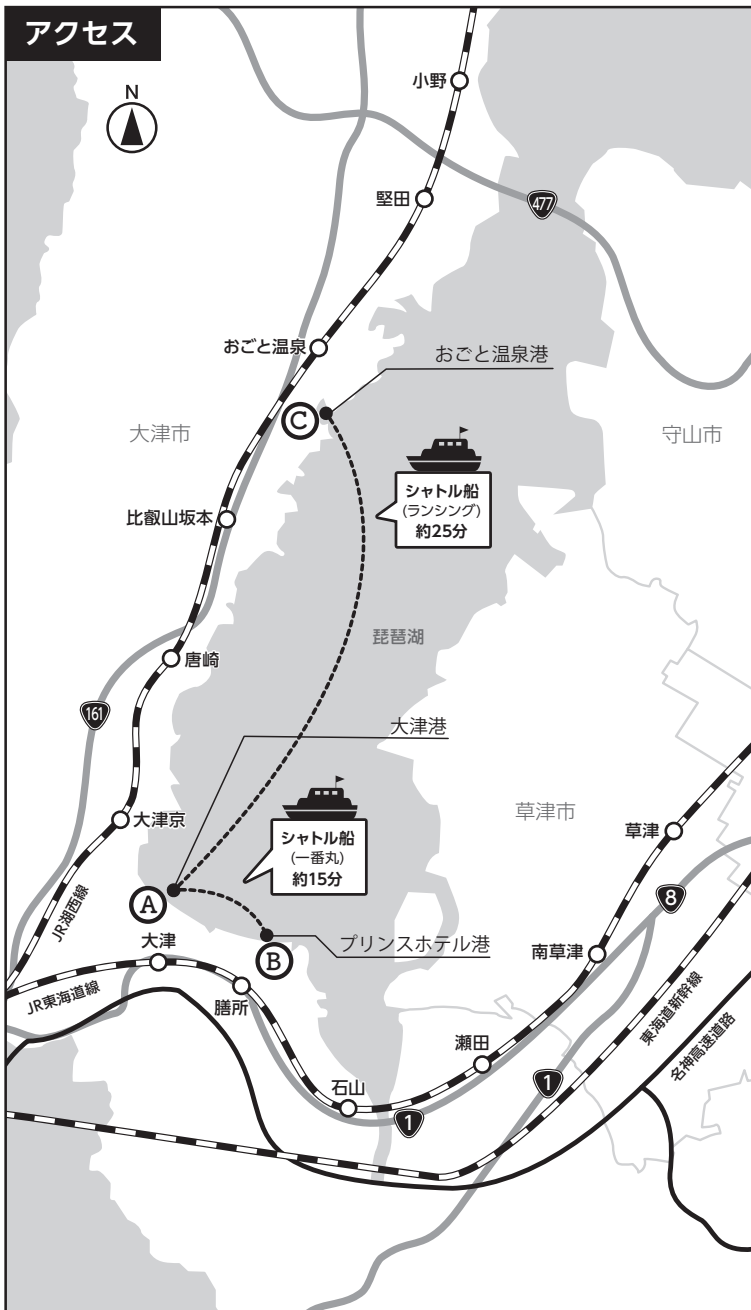 アクセス
N
小野
堅田
477
おごと温泉
おごと温泉港
C
大津市
守山市
シャトル船
(ランシング)
約25分
比叡山坂本
琵琶湖
唐崎
161
大津港
大津京
草津市
草津
シャトル船
(一番丸)
約15分
A
8
JR湖西線
B
プリンスホテル港
大津
南草津
膳所
JR東海道線
東海道新幹線
名神高速道路
瀬田
1
石山
1